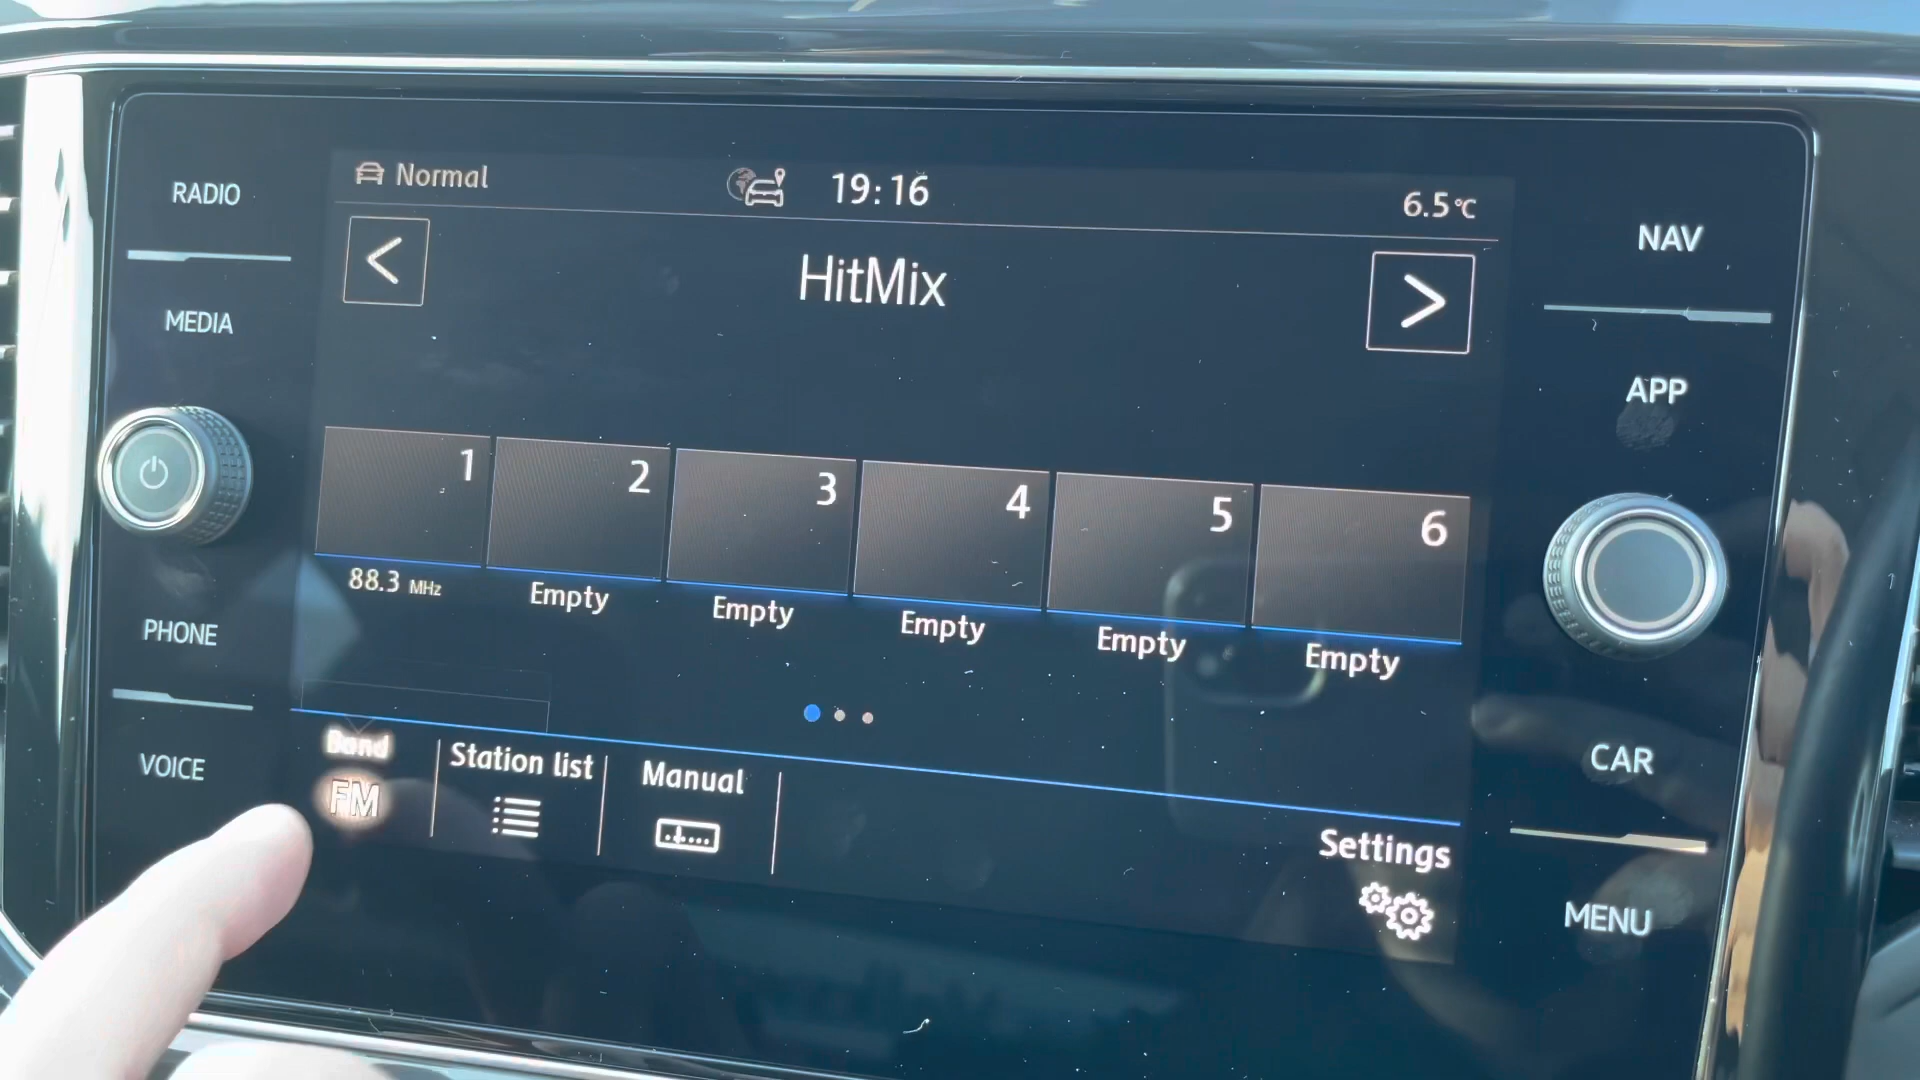 RADIO
MEDIA
PHONE
VOICE
Normal
19:16
6.5°C
HitMix
1
2
3
4
5
6
88.3 MHz
Empty
Empty
Empty
Empty
Empty
Band
FM
Station list
Manual
Settings
NAV
APP
CAR
MENU